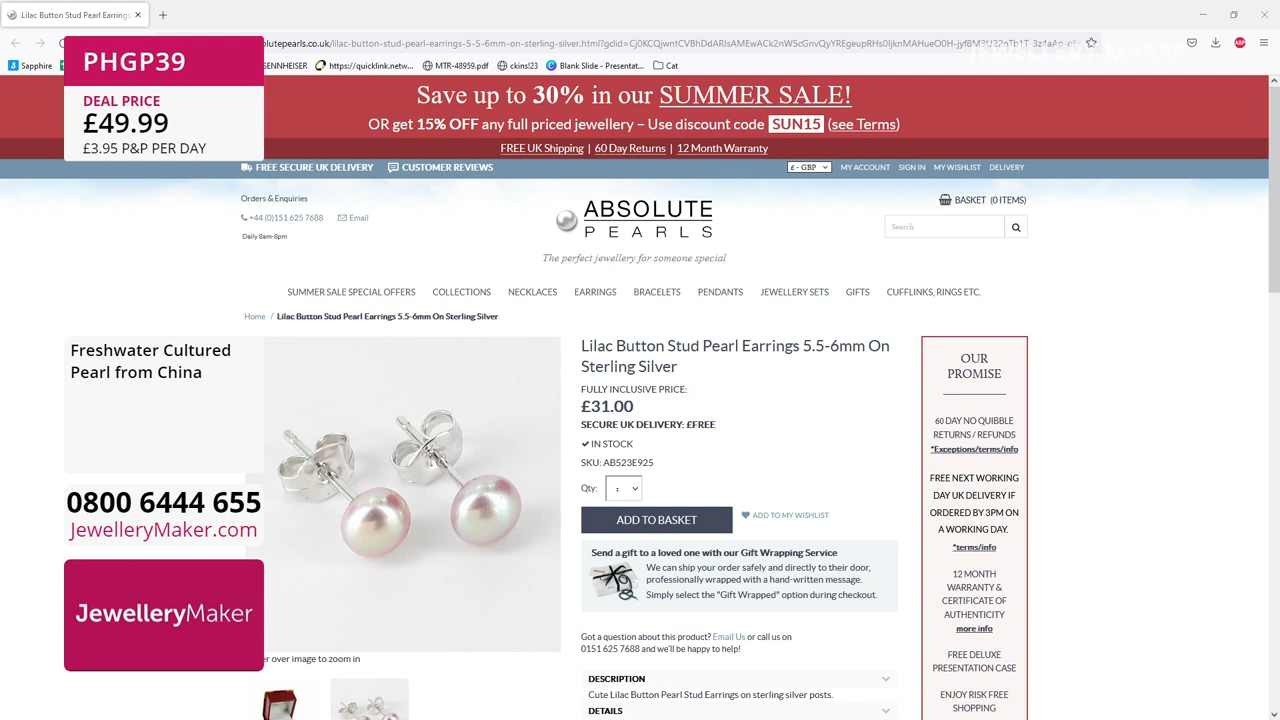 Lilac Button Stud Pearl Earrings
PHGP39
DEAL PRICE
£49.99
£3.95 P&P PER DAY
Sapphire
SENNHEISER
https://quicklink.netw...
MTR-48959.pdf
ckins13
Blank Slide - Presentat...
Cat
JEWELLERY MAKER
Save up to 30% in our SUMMER SALE!
OR get 15% OFF any full priced jewellery – Use discount code SUN15 (see Terms)
FREE UK Shipping | 60 Day Returns | 12 Month Warranty
FREE SECURE UK DELIVERY
CUSTOMER REVIEWS
£ - GBP
MY ACCOUNT
SIGN IN
MY WISHLIST
DELIVERY
Orders & Enquiries
+44 (0)151 625 7688
Email
Daily 8am-8pm
ABSOLUTE
PEARLS
The perfect jewellery for someone special
BASKET (0 ITEMS)
Search
SUMMER SALE SPECIAL OFFERS
COLLECTIONS
NECKLACES
EARRINGS
BRACELETS
PENDANTS
JEWELLERY SETS
GIFTS
CUFFLINKS, RINGS ETC.
Home / Lilac Button Stud Pearl Earrings 5.5-6mm On Sterling Silver
Freshwater Cultured
Pearl from China
0800 6444 655
JewelleryMaker.com
JewelleryMaker
er over image to zoom in
Lilac Button Stud Pearl Earrings 5.5-6mm On
Sterling Silver
FULLY INCLUSIVE PRICE:
£31.00
SECURE UK DELIVERY: £FREE
IN STOCK
SKU: AB523E925
Qty: 1
ADD TO BASKET
ADD TO MY WISHLIST
Send a gift to a loved one with our Gift Wrapping Service
We can ship your order safely and directly to their door,
professionally wrapped with a hand-written message.
Simply select the "Gift Wrapped" option during checkout.
Got a question about this product? Email Us or call us on
0151 625 7688 and we'll be happy to help!
DESCRIPTION
Cute Lilac Button Pearl Stud Earrings on sterling silver posts.
DETAILS
OUR
PROMISE
60 DAY NO QUIBBLE
RETURNS / REFUNDS
*Exceptions/terms/info
FREE NEXT WORKING
DAY UK DELIVERY IF
ORDERED BY 3PM ON
A WORKING DAY.
*terms/info
12 MONTH
WARRANTY &
CERTIFICATE OF
AUTHENTICITY
more info
FREE DELUXE
PRESENTATION CASE
ENJOY RISK FREE
SHOPPING